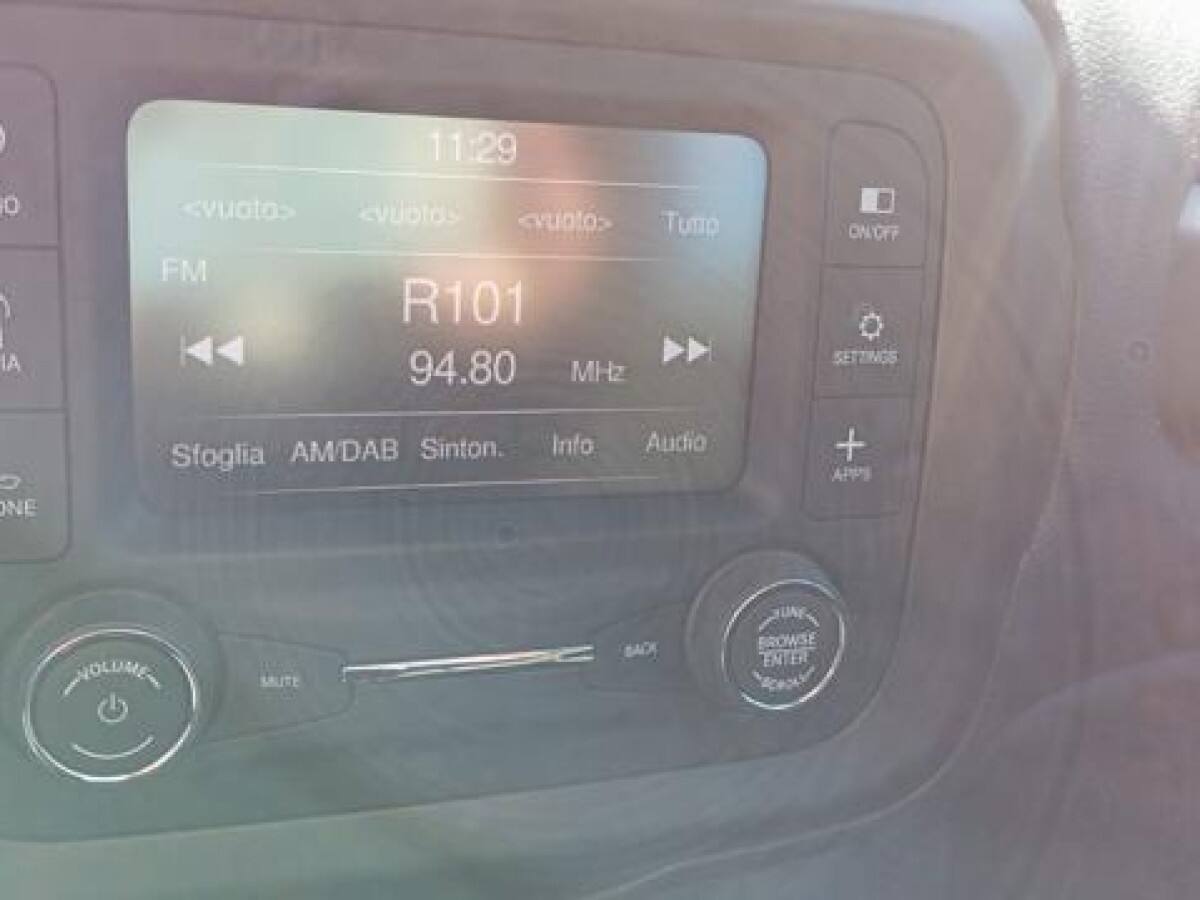 11:29
<vuoto> <vuoto> <vuoto> Tutto
FM
R101
94.80 MHz
Sfoglia AM/DAB Sinton. Info Audio
ON/OFF
SETTINGS
APPS
VOLUME
MUTE
BACK
TUNE
BROWSE
ENTER
SCROLL